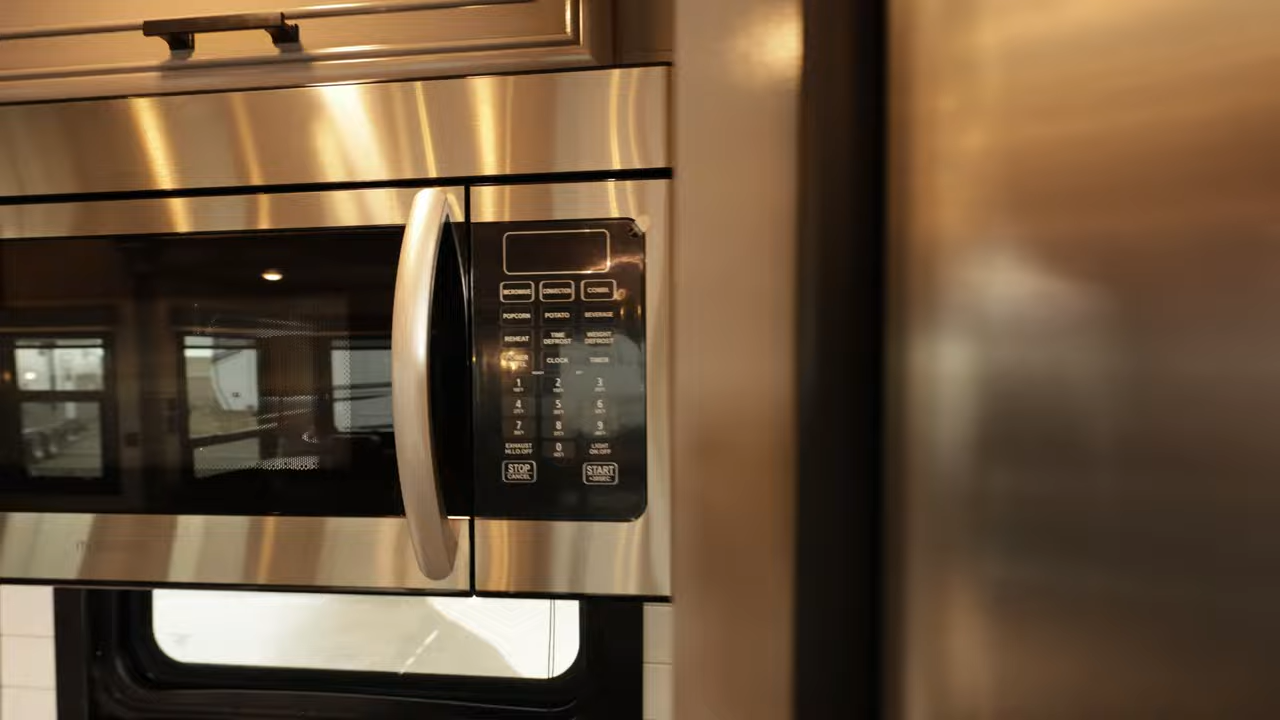 MICROWAVE CONVECTION COMBI.
POPCORN POTATO BEVERAGE
REHEAT TIME DEFROST WEIGHT DEFROST
CLOCK TIMER
1 2 3
4 5 6
7 8 9
EXHAUST HI.LO.OFF 0 LIGHT ON.OFF
STOP CANCEL START +30SEC.